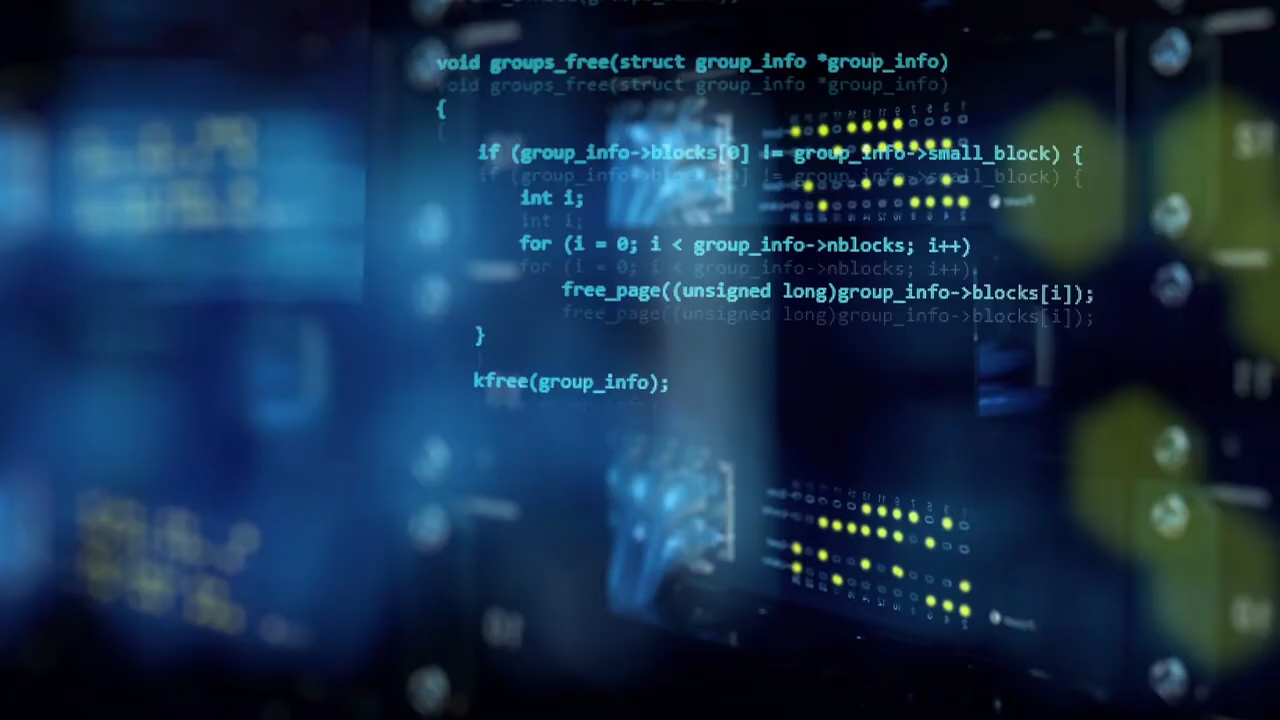 void groups_free(struct group_info *group_info)
{
if (group_info->blocks[0] != group_info->small_block) {
int i;
for (i = 0; i < group_info->nblocks; i++)
free_page((unsigned long)group_info->blocks[i]);
}
kfree(group_info);